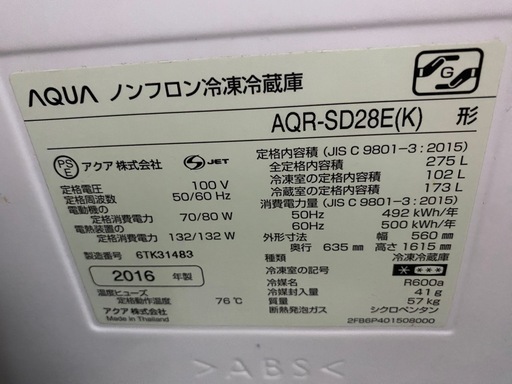 AQUA ノンフロン冷凍冷蔵庫
G
AQR-SD28E(K) 形
PS E アクア株式会社 S JET
定格電圧 100 V
定格周波数 50/60 Hz
電動機の
定格消費電力 70/80 W
電熱装置の
定格消費電力 132/132 W
製造番号 6TK31483
2016 年製
温度ヒューズ
定格動作温度 76℃
アクア株式会社
Made in Thailand
定格内容積 (JIS C 9801-3:2015)
全定格内容積 275 L
冷凍室の定格内容積 102 L
冷蔵室の定格内容積 173 L
消費電力量 (JIS C 9801-3:2015)
50Hz 492 kWh/年
60Hz 500 kWh/年
外形寸法 幅 560 mm
奥行 635 mm 高さ 1615 mm
種類 冷凍冷蔵庫
冷凍室の記号 * ***
冷媒名 R600a
冷媒封入量 41g
質量 57kg
断熱発泡ガス シクロペンタン
2FB6P401508000
>ABS<